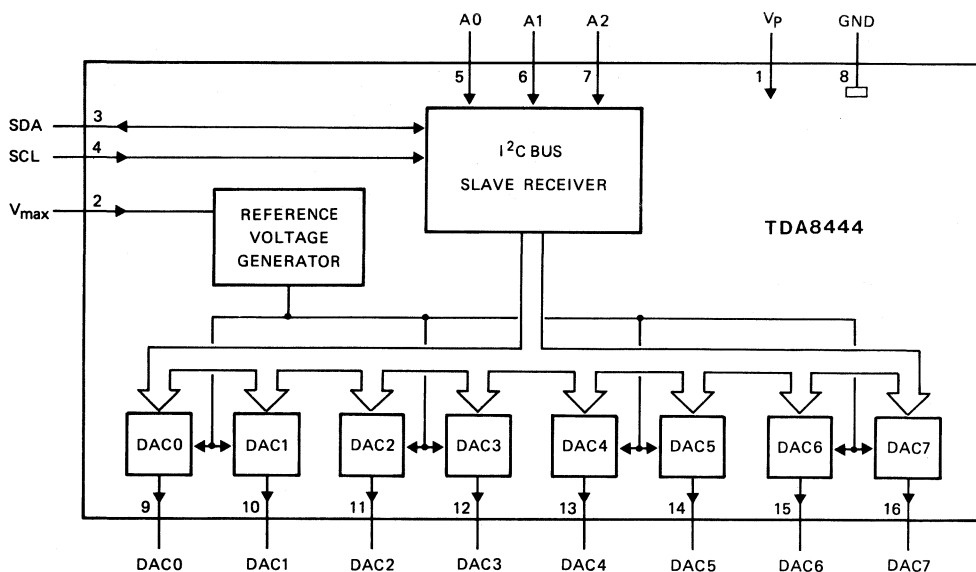 A0 A1 A2 V_P GND
5 6 7 1 8
SDA 3
SCL 4
V_max 2
I²C BUS
SLAVE RECEIVER
REFERENCE
VOLTAGE
GENERATOR
TDA8444
DAC0 DAC1 DAC2 DAC3 DAC4 DAC5 DAC6 DAC7
9 10 11 12 13 14 15 16
DAC0 DAC1 DAC2 DAC3 DAC4 DAC5 DAC6 DAC7